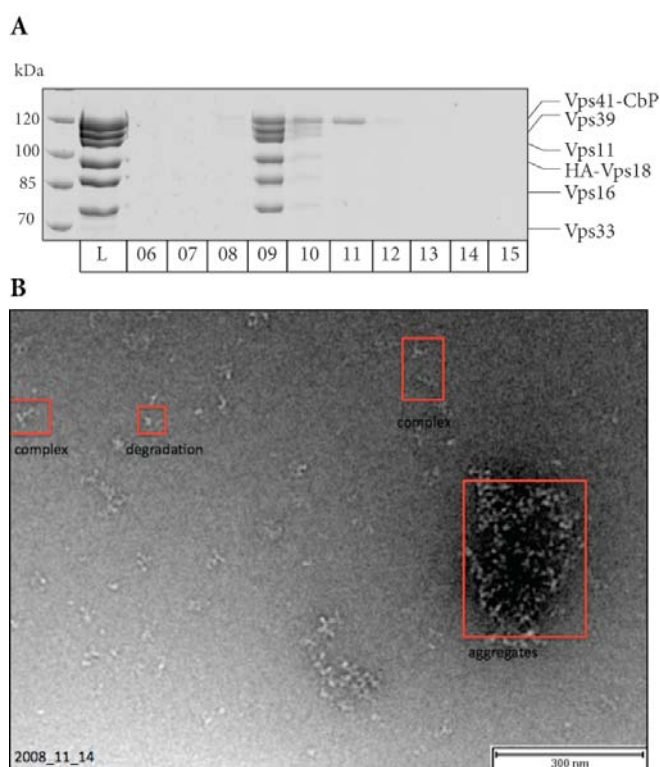 A
kDa
120
100
85
70
Vps41-CbP
Vps39
Vps11
HA-Vps18
Vps16
Vps33
L 06 07 08 09 10 11 12 13 14 15
B
complex
degradation
complex
aggregates
2008_11_14
300 nm